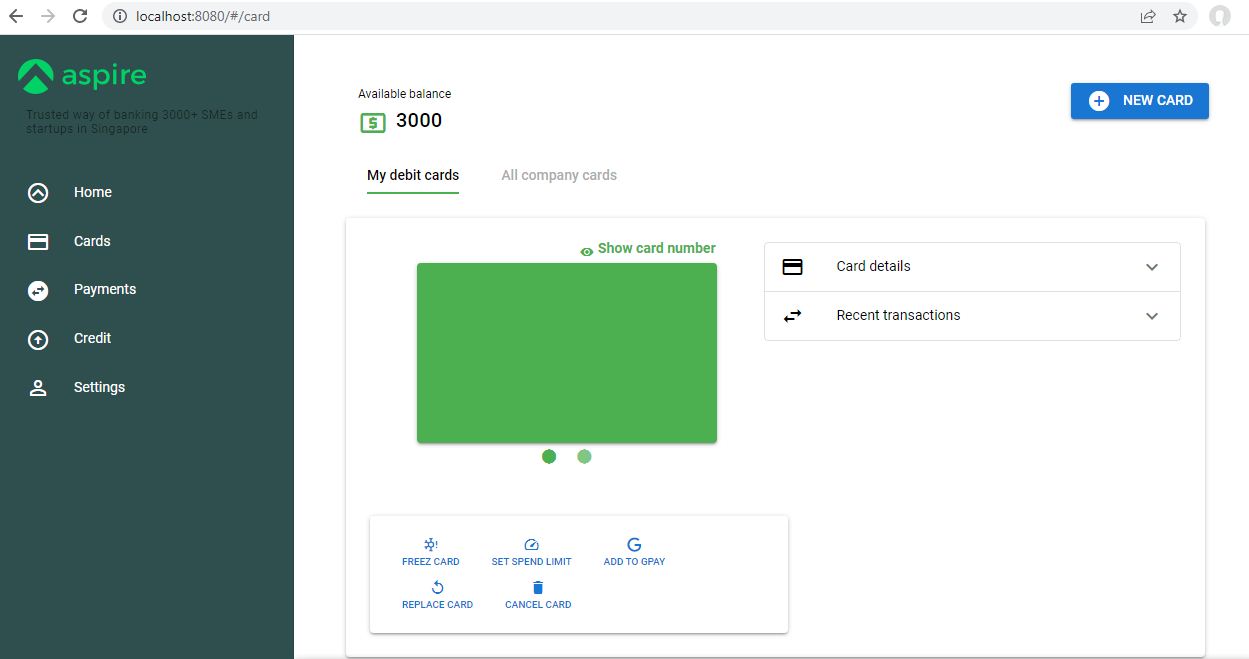 localhost:8080/#/card
aspire
Trusted way of banking 3000+ SMEs and
startups in Singapore
Home
Cards
Payments
Credit
Settings
Available balance
3000
NEW CARD
My debit cards
All company cards
Show card number
Card details
Recent transactions
FREEZ CARD
SET SPEND LIMIT
ADD TO GPAY
REPLACE CARD
CANCEL CARD